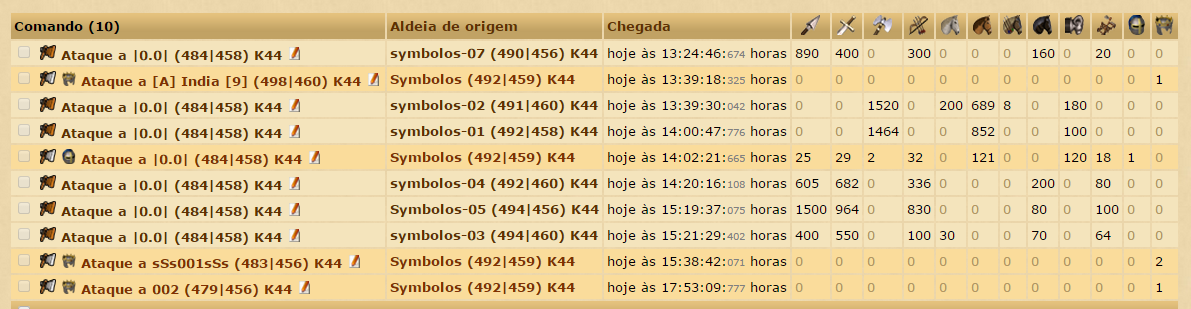 Comando (10) Aldeia de origem Chegada
Ataque a |0.0| (484|458) K44 symbolos-07 (490|456) K44 hoje às 13:24:46:674 horas 890 400 0 300 0 0 0 160 0 20 0 0
Ataque a [A] India [9] (498|460) K44 Symbolos (492|459) K44 hoje às 13:39:18:325 horas 0 0 0 0 0 0 0 0 0 0 0 1
Ataque a |0.0| (484|458) K44 symbolos-02 (491|460) K44 hoje às 13:39:30:042 horas 0 0 1520 0 200 689 8 0 180 0 0 0
Ataque a |0.0| (484|458) K44 symbolos-01 (492|458) K44 hoje às 14:00:47:776 horas 0 0 1464 0 0 852 0 0 100 0 0 0
Ataque a |0.0| (484|458) K44 Symbolos (492|459) K44 hoje às 14:02:21:665 horas 25 29 2 32 0 121 0 0 120 18 1 0
Ataque a |0.0| (484|458) K44 symbolos-04 (492|460) K44 hoje às 14:20:16:108 horas 605 682 0 336 0 0 0 200 0 80 0 0
Ataque a |0.0| (484|458) K44 Symbolos-05 (494|456) K44 hoje às 15:19:37:075 horas 1500 964 0 830 0 0 0 80 0 100 0 0
Ataque a |0.0| (484|458) K44 symbolos-03 (494|460) K44 hoje às 15:21:29:402 horas 400 550 0 100 30 0 0 70 0 64 0 0
Ataque a sSs001sSs (483|456) K44 Symbolos (492|459) K44 hoje às 15:38:42:071 horas 0 0 0 0 0 0 0 0 0 0 0 2
Ataque a 002 (479|456) K44 Symbolos (492|459) K44 hoje às 17:53:09:777 horas 0 0 0 0 0 0 0 0 0 0 0 1